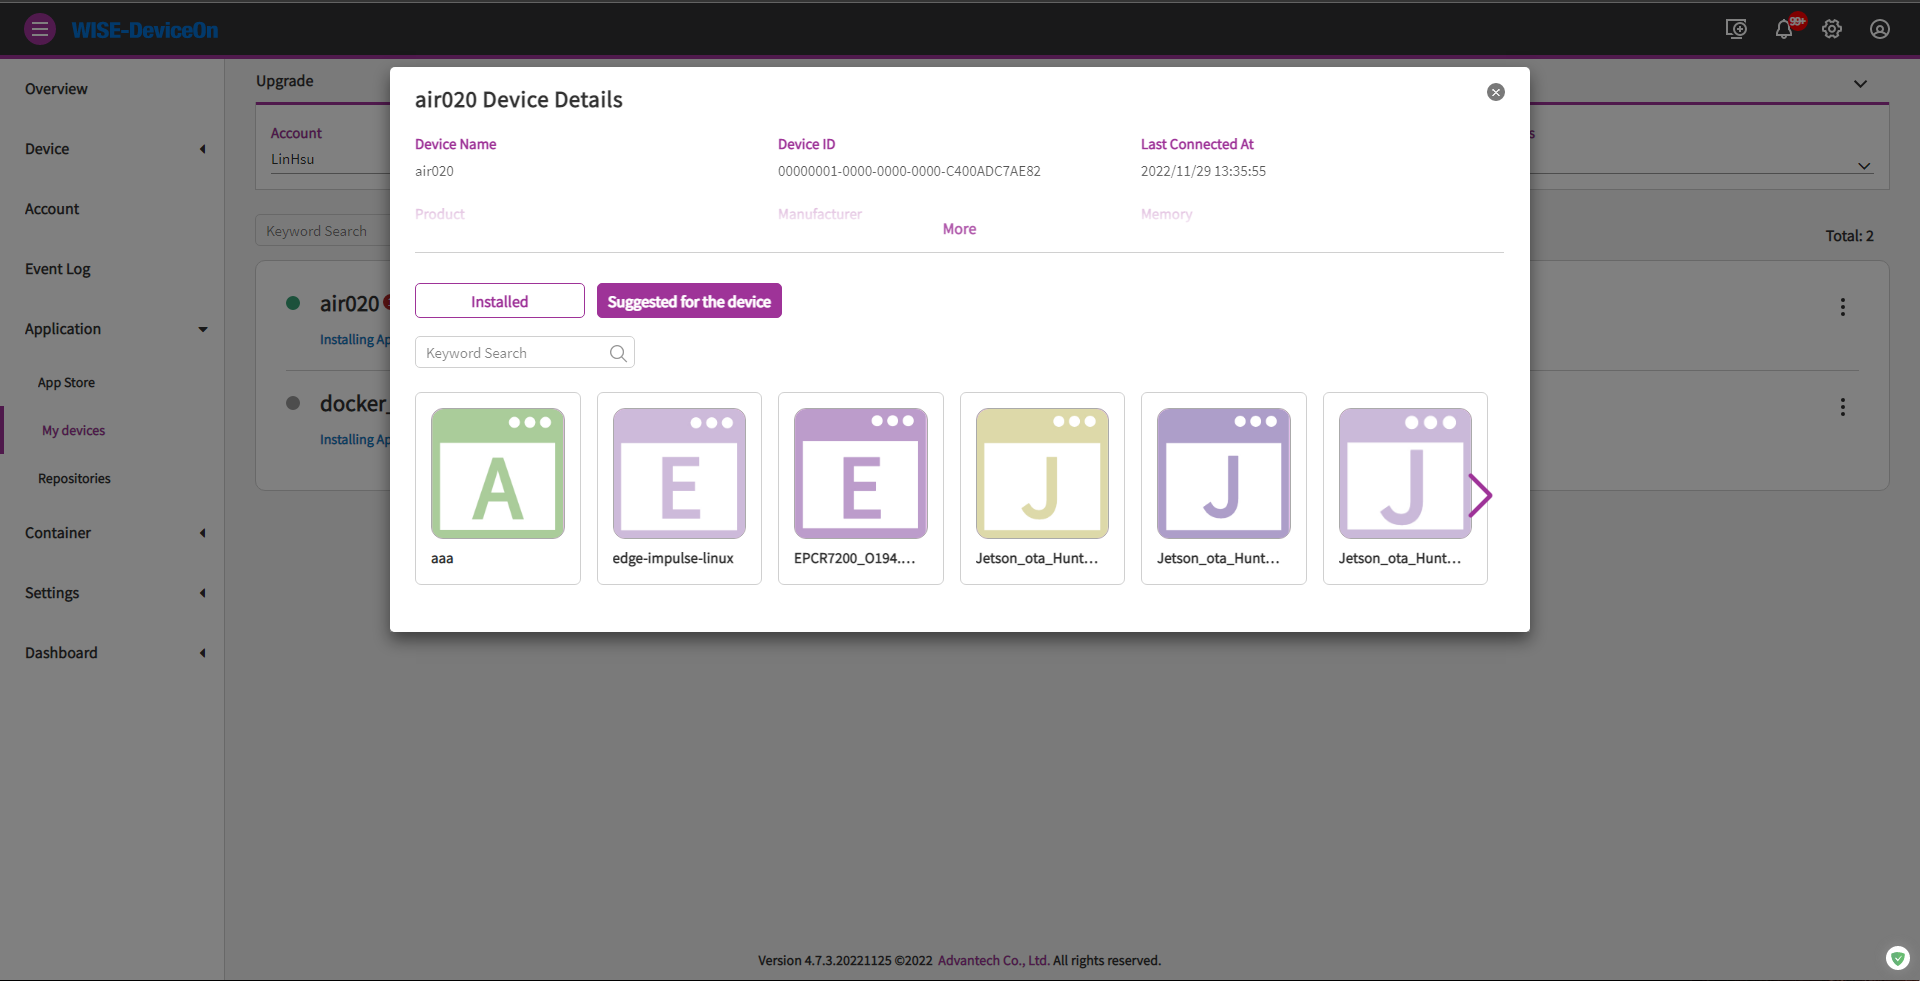 WISE-DeviceOn
99+
Overview
Device
Account
Event Log
Application
App Store
My devices
Repositories
Container
Settings
Dashboard
Upgrade
Account
LinHsu
Keyword Search
Total: 2
air020
Installing Ap
docker_
Installing Ap
s
air020 Device Details
Device Name
Device ID
Last Connected At
air020
00000001-0000-0000-0000-C400ADC7AE82
2022/11/29 13:35:55
Product
Manufacturer
Memory
More
Installed
Suggested for the device
Keyword Search
A
E
E
J
J
J
aaa
edge-impulse-linux
EPCR7200_O194....
Jetson_ota_Hunt...
Jetson_ota_Hunt...
Jetson_ota_Hunt...
Version 4.7.3.20221125 ©2022 Advantech Co., Ltd. All rights reserved.